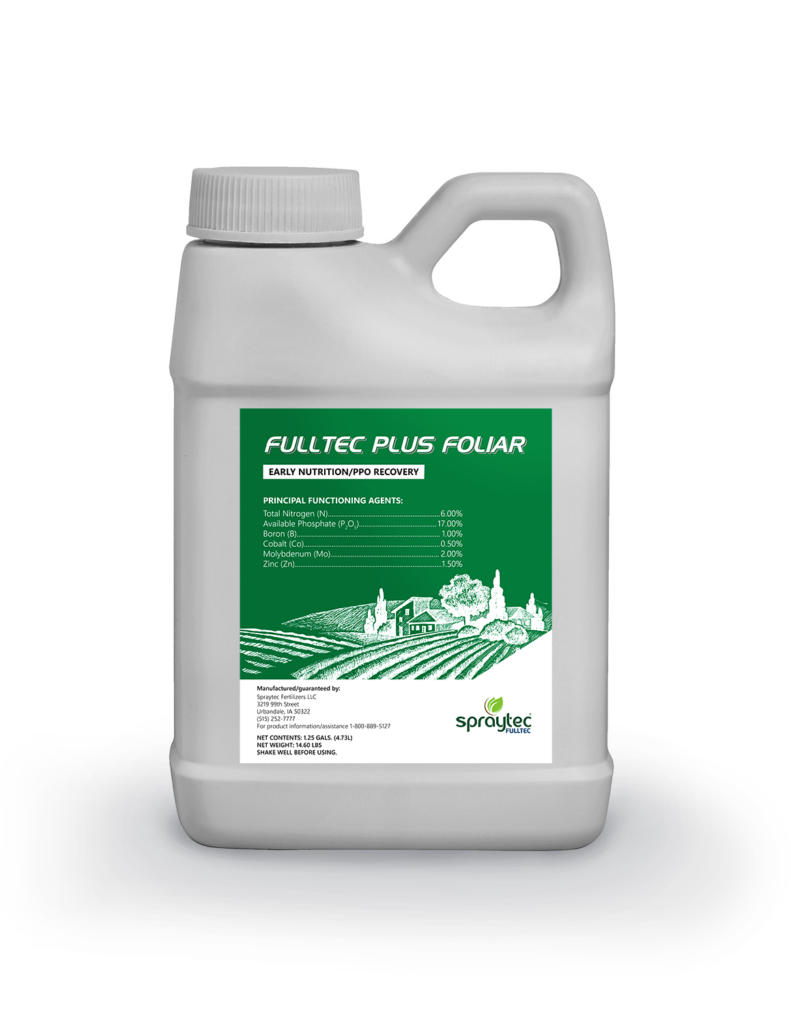 FULLTEC PLUS FOLIAR
EARLY NUTRITION/PPO RECOVERY
PRINCIPAL FUNCTIONING AGENTS:
Total Nitrogen (N)..........................................6.00%
Available Phosphate (P₂O₅)............................17.00%
Boron (B).....................................................1.00%
Cobalt (Co)...................................................0.50%
Molybdenum (Mo).........................................2.00%
Zinc (Zn)......................................................1.50%
Manufactured/guaranteed by:
Spraytec Fertilizers LLC
3219 99th Street
Urbandale, IA 50322
(515) 252-7777
For product information/assistance 1-800-889-5127
NET CONTENTS: 1.25 GALS. (4.73L)
NET WEIGHT: 14.60 LBS
SHAKE WELL BEFORE USING.
spraytec
FULLTEC